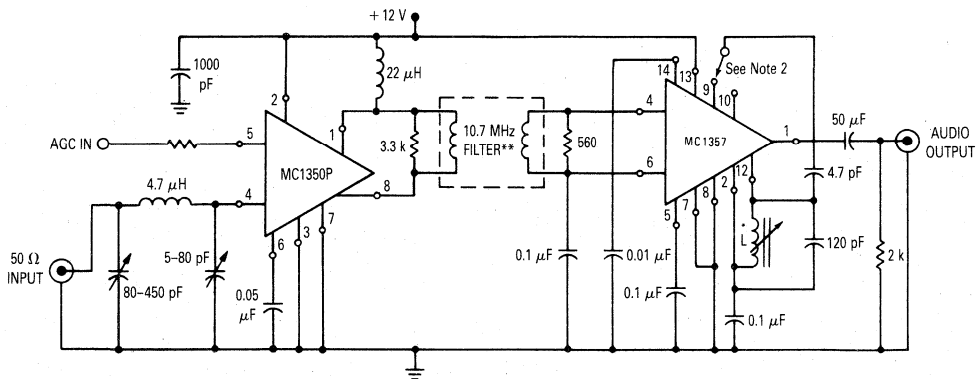 + 12 V
1000
pF
22 μH
2
1
AGC IN
5
3.3 k
10.7 MHz
FILTER**
560
MC1350P
8
4.7 μH
4
6
3
7
50 Ω
INPUT
80–450 pF
5-80 pF
0.05
μF
0.1 μF
0.01 μF
14
13
9
See Note 2
10
4
6
MC1357
1
50 μF
AUDIO
OUTPUT
5
7
8
2
12
4.7 pF
* L
120 pF
2 k
0.1 μF
0.1 μF